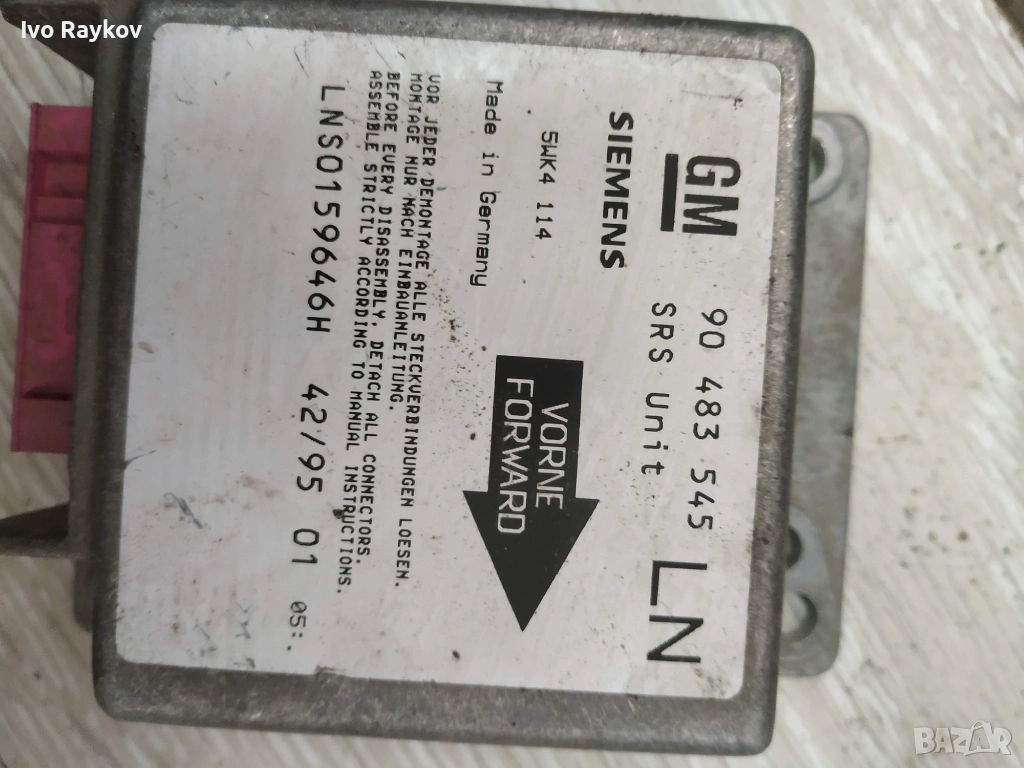 Ivo Raykov
GM 90 483 545 LN
SRS Unit
SIEMENS
5WK4 114
VORNE
FORWARD
Made in Germany
VOR JEDER DEMONTAGE ALLE STECKVERBINDUNGEN LOESEN.
MONTAGE NUR NACH EINBAUANLEITUNG.
BEFORE EVERY DISASSEMBLY, DETACH ALL CONNECTORS.
ASSEMBLE STRICTLY ACCORDING TO MANUAL INSTRUCTIONS.
LNS0159646H 42/95 01 05:.
BAZAR